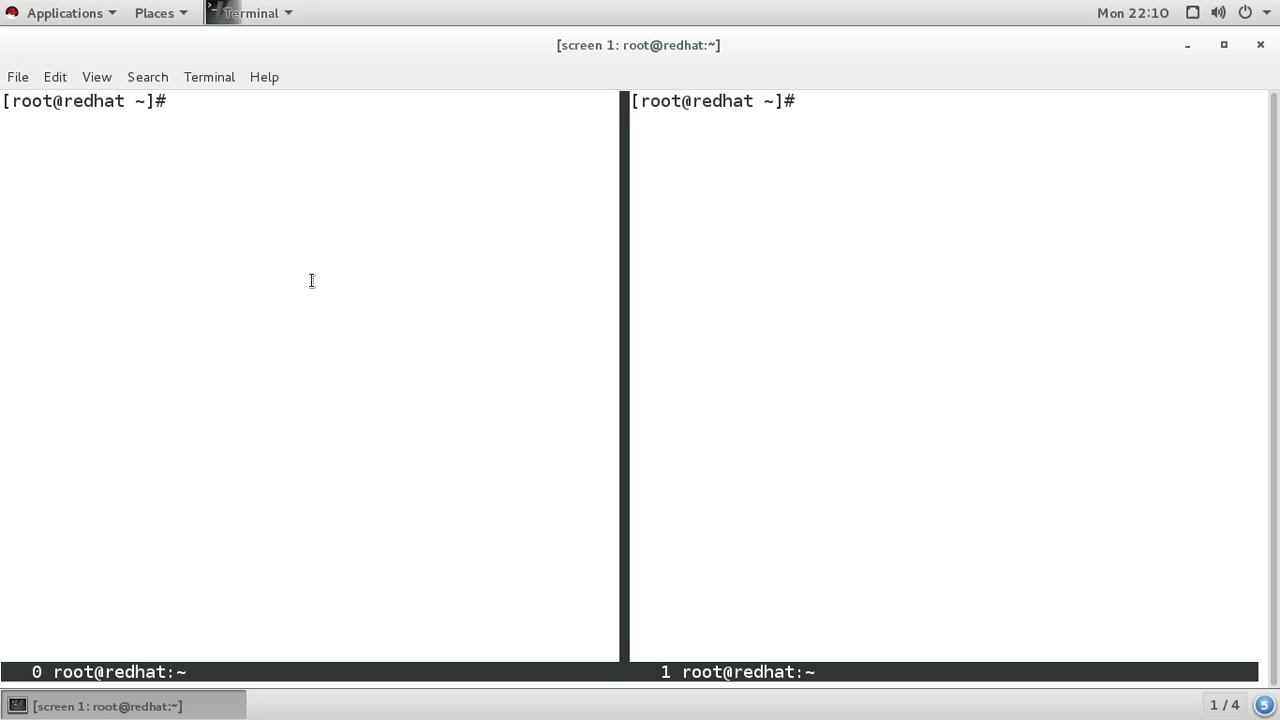 Applications Places Terminal Mon 22:10
[screen 1: root@redhat:~]
File Edit View Search Terminal Help
[root@redhat ~]# [root@redhat ~]#
0 root@redhat:~ 1 root@redhat:~
[screen 1: root@redhat:~] 1 / 4 5